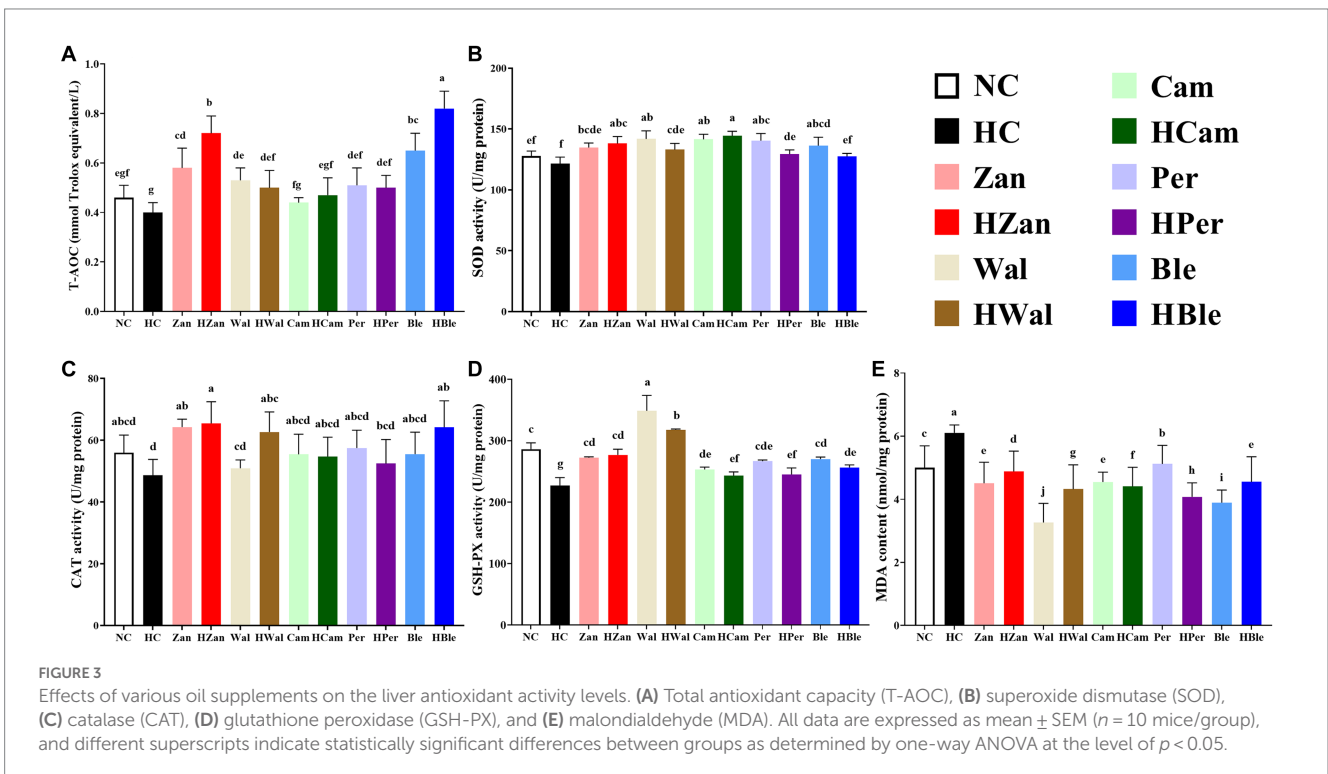 A
T-AOC (mmol Trolox equivalent/L)
1.0
0.8
0.6
0.4
0.2
0.0
egf g cd b de def fg egf def def bc a
NC HC Zan HZan Wal HWal Cam HCam Per HPer Ble HBle
B
SOD activity (U/mg protein)
200
150
100
50
0
ef f bcde abc ab cde ab a abc de abcd ef
NC HC Zan HZan Wal HWal Cam HCam Per HPer Ble HBle
NC
HC
Zan
HZan
Wal
HWal
Cam
HCam
Per
HPer
Ble
HBle
C
CAT activity (U/mg protein)
80
60
40
20
0
abcd d ab a cd abc abcd abcd abcd abcd abcd ab
NC HC Zan HZan Wal HWal Cam HCam Per HPer Ble HBle
D
GSH-PX activity (U/mg protein)
400
300
200
100
0
c g cd cd a b de ef cde ef cd de
NC HC Zan HZan Wal HWal Cam HCam Per HPer Ble HBle
E
MDA content (nmol/mg protein)
8
6
4
2
0
c a e d j g e f b h i e
NC HC Zan HZan Wal HWal Cam HCam Per HPer Ble HBle
FIGURE 3
Effects of various oil supplements on the liver antioxidant activity levels. (A) Total antioxidant capacity (T-AOC), (B) superoxide dismutase (SOD),
(C) catalase (CAT), (D) glutathione peroxidase (GSH-PX), and (E) malondialdehyde (MDA). All data are expressed as mean ± SEM (n = 10 mice/group),
and different superscripts indicate statistically significant differences between groups as determined by one-way ANOVA at the level of p < 0.05.